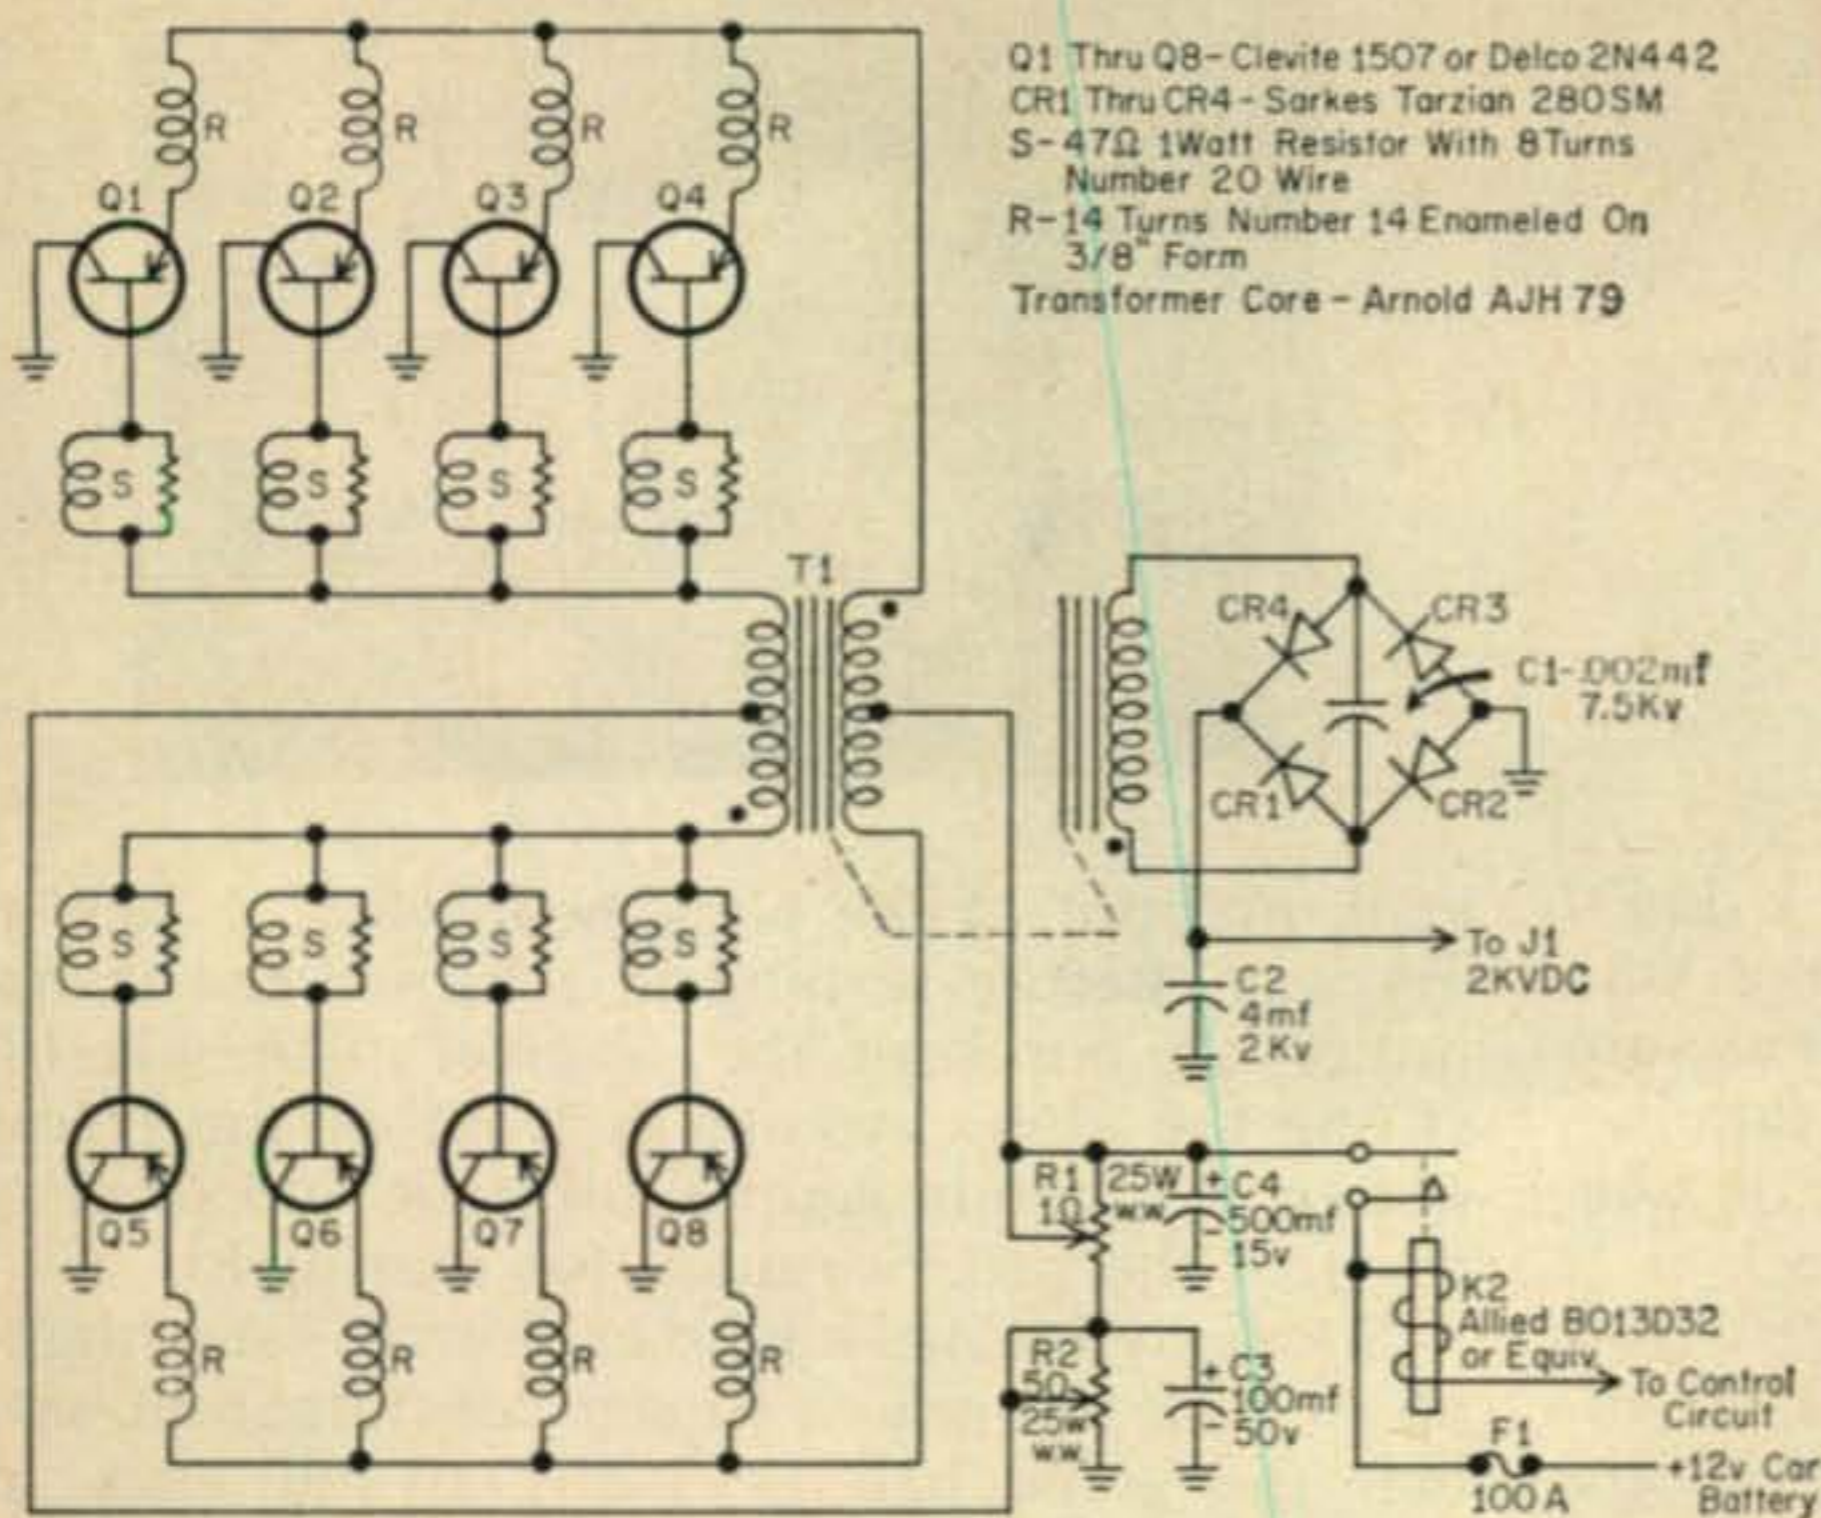 Q1 Thru Q8-Clevite 1507 or Delco 2N442
CR1 Thru CR4-Sarkes Tarzian 280SM
S-47Ω 1Watt Resistor With 8Turns
Number 20 Wire
R-14 Turns Number 14 Enameled On
3/8" Form
Transformer Core-Arnold AJH 79
R
R
R
R
Q1
Q2
Q3
Q4
S
S
S
S
T1
CR4
CR3
C1-.002mf
7.5Kv
CR1
CR2
S
S
S
S
To J1
2KVDC
C2
4mf
2Kv
Q5
Q6
Q7
Q8
R1
1Ω
25W
w.w.
+ C4
500mf
- 15v
K2
Allied BO13D32
or Equiv.
To Control
Circuit
R
R
R
R
R2
50
25w
w.w.
+ C3
100mf
- 50v
F1
100A
+12v Car
Battery